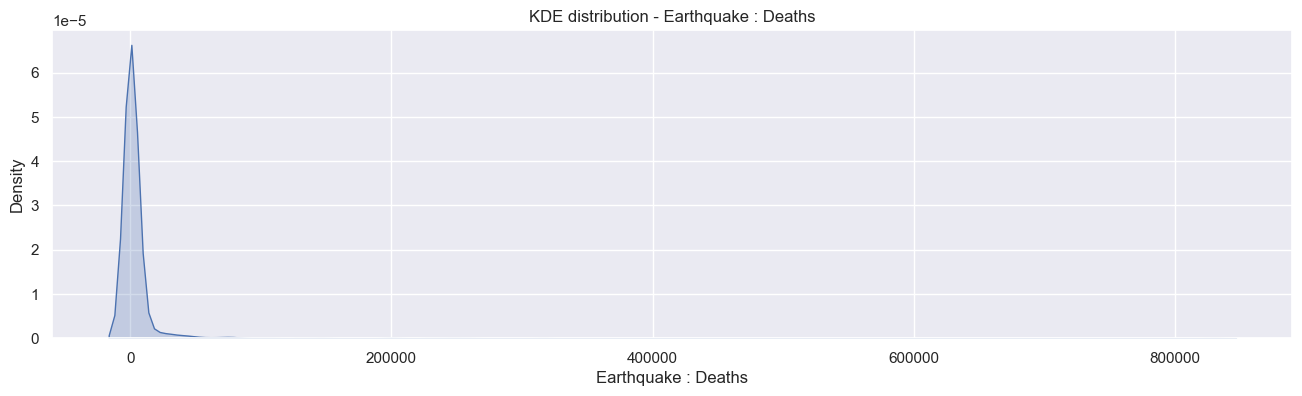 KDE distribution - Earthquake : Deaths
1e−5
6
5
4
3
2
1
0
Density
0 200000 400000 600000 800000
Earthquake : Deaths